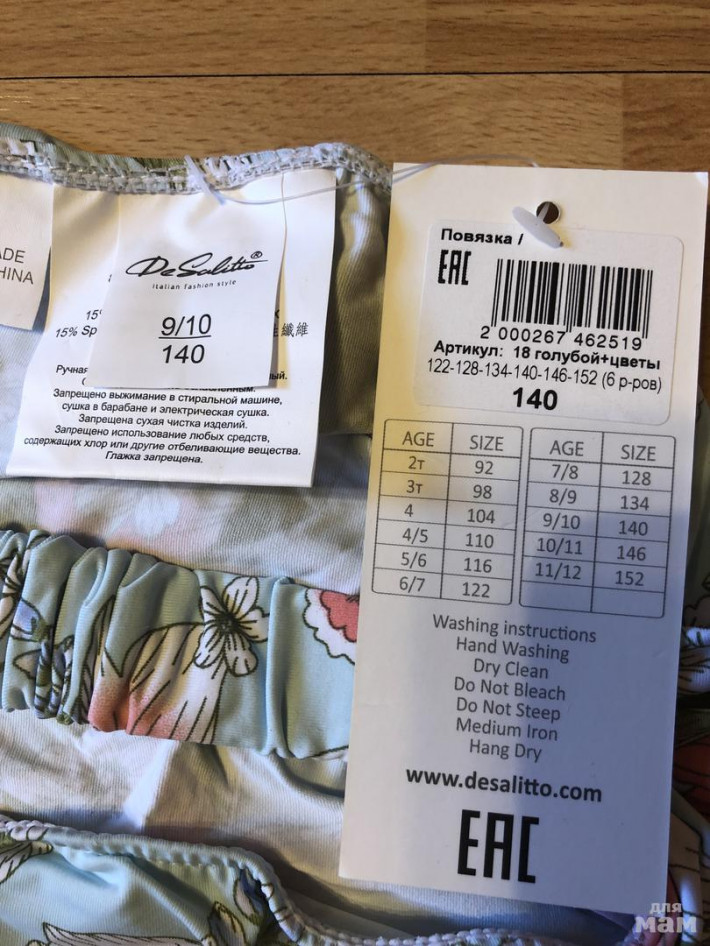 HINA
DeSalitto®
Italian fashion style
9/10
140
15%
15% Sp
纖維
Ручная
Запрещено выжимание в стиральной машине,
сушка в барабане и электрическая сушка.
Запрещена сухая чистка изделий.
Запрещено использование любых средств,
содержащих хлор или другие отбеливающие вещества.
Глажка запрещена.
Повязка /
EAC
2 000267 462519
Артикул: 18 голубой+цветы
122-128-134-140-146-152 (6 р-ров)
140
AGE SIZE
2т 92
3т 98
4 104
4/5 110
5/6 116
6/7 122
AGE SIZE
7/8 128
8/9 134
9/10 140
10/11 146
11/12 152
Washing instructions
Hand Washing
Dry Clean
Do Not Bleach
Do Not Steep
Medium Iron
Hang Dry
www.desalitto.com
EAC
для
мам